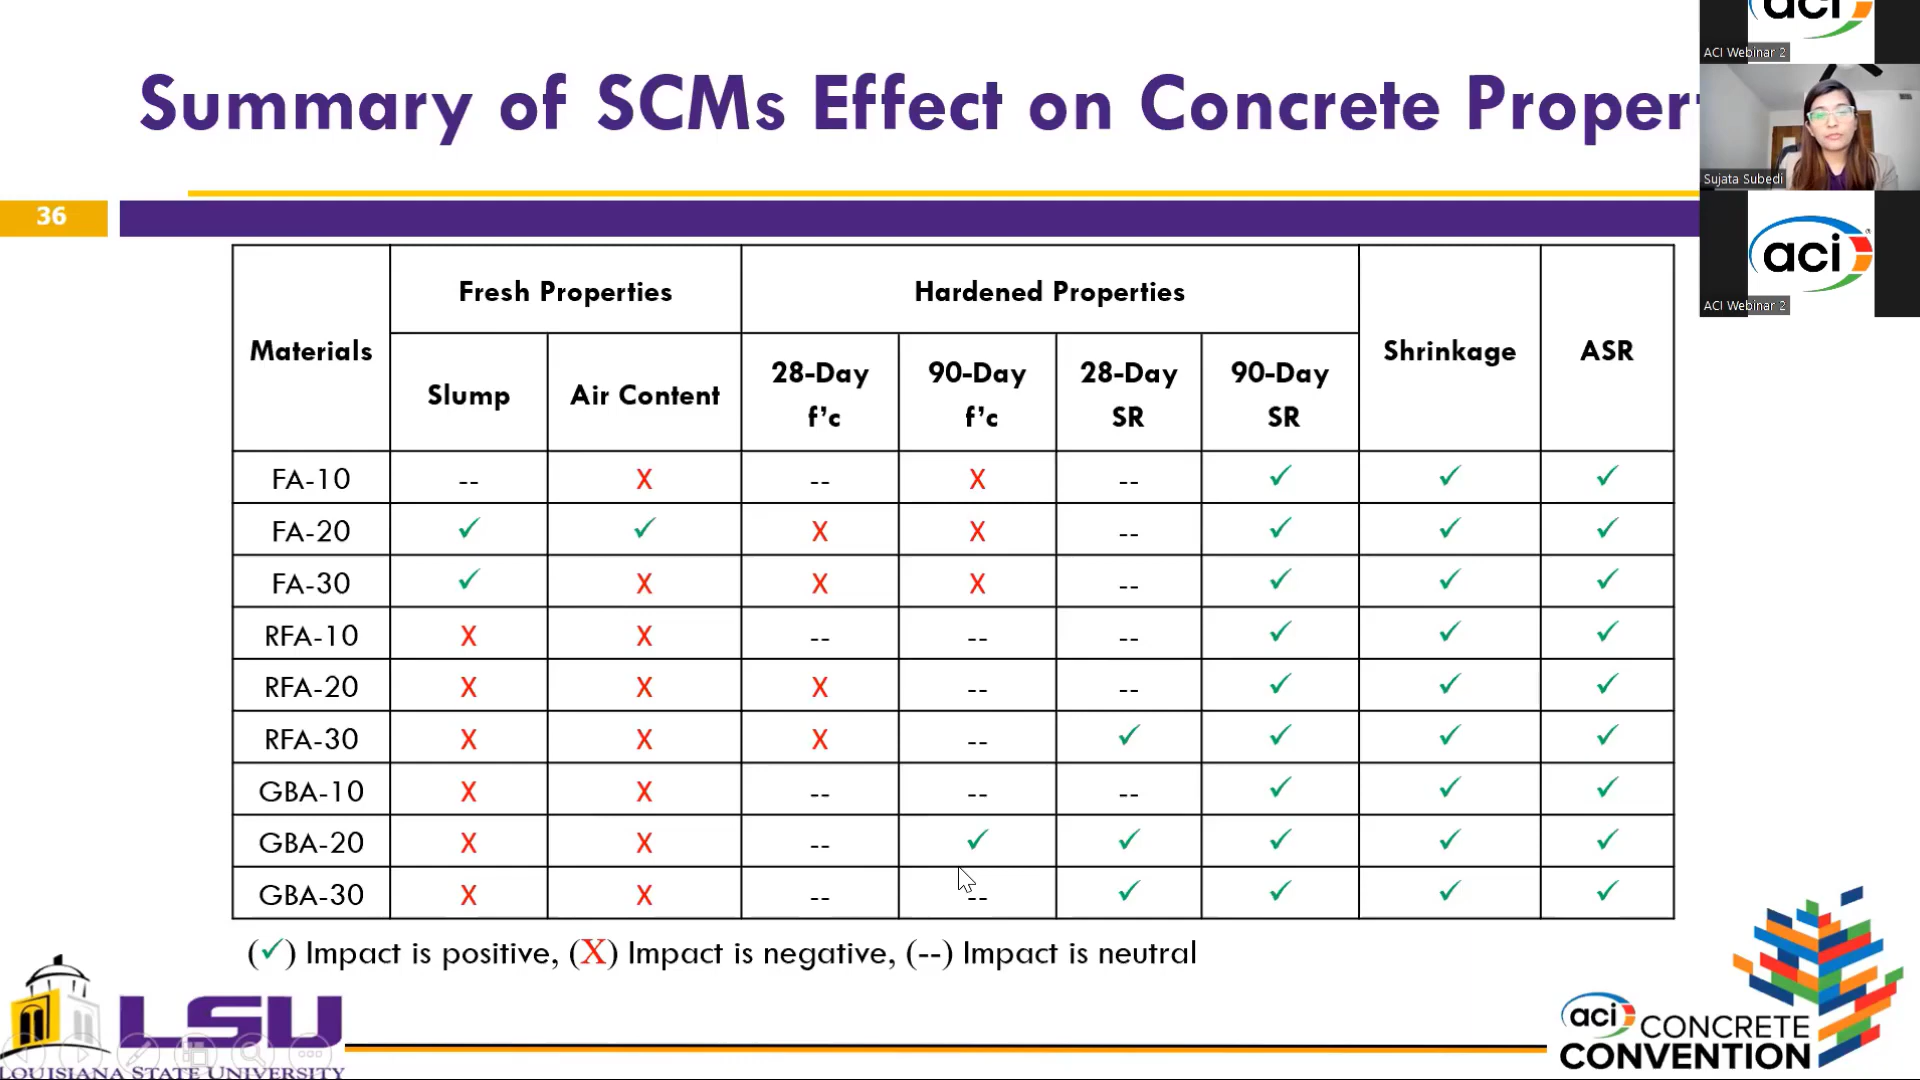 Summary of SCMs Effect on Concrete Propert
36
Materials
Fresh Properties
Hardened Properties
Shrinkage
ASR
Slump
Air Content
28-Day
f’c
90-Day
f’c
28-Day
SR
90-Day
SR
FA-10 -- X -- X -- ✓ ✓ ✓
FA-20 ✓ ✓ X X -- ✓ ✓ ✓
FA-30 ✓ X X X -- ✓ ✓ ✓
RFA-10 X X -- -- -- ✓ ✓ ✓
RFA-20 X X X -- -- ✓ ✓ ✓
RFA-30 X X X -- ✓ ✓ ✓ ✓
GBA-10 X X -- -- -- ✓ ✓ ✓
GBA-20 X X -- ✓ ✓ ✓ ✓ ✓
GBA-30 X X -- -- ✓ ✓ ✓ ✓
(✓) Impact is positive, (X) Impact is negative, (--) Impact is neutral
LSU
LOUISIANA STATE UNIVERSITY
aci CONCRETE
CONVENTION
aci
ACI Webinar 2
Sujata Subedi
aci
ACI Webinar 2